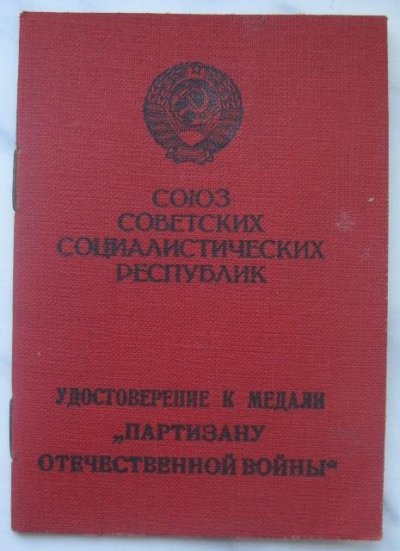 СОЮЗ
СОВЕТСКИХ
СОЦИАЛИСТИЧЕСКИХ
РЕСПУБЛИК
УДОСТОВЕРЕНИЕ К МЕДАЛИ
„ПАРТИЗАНУ
ОТЕЧЕСТВЕННОЙ ВОЙНЫ“